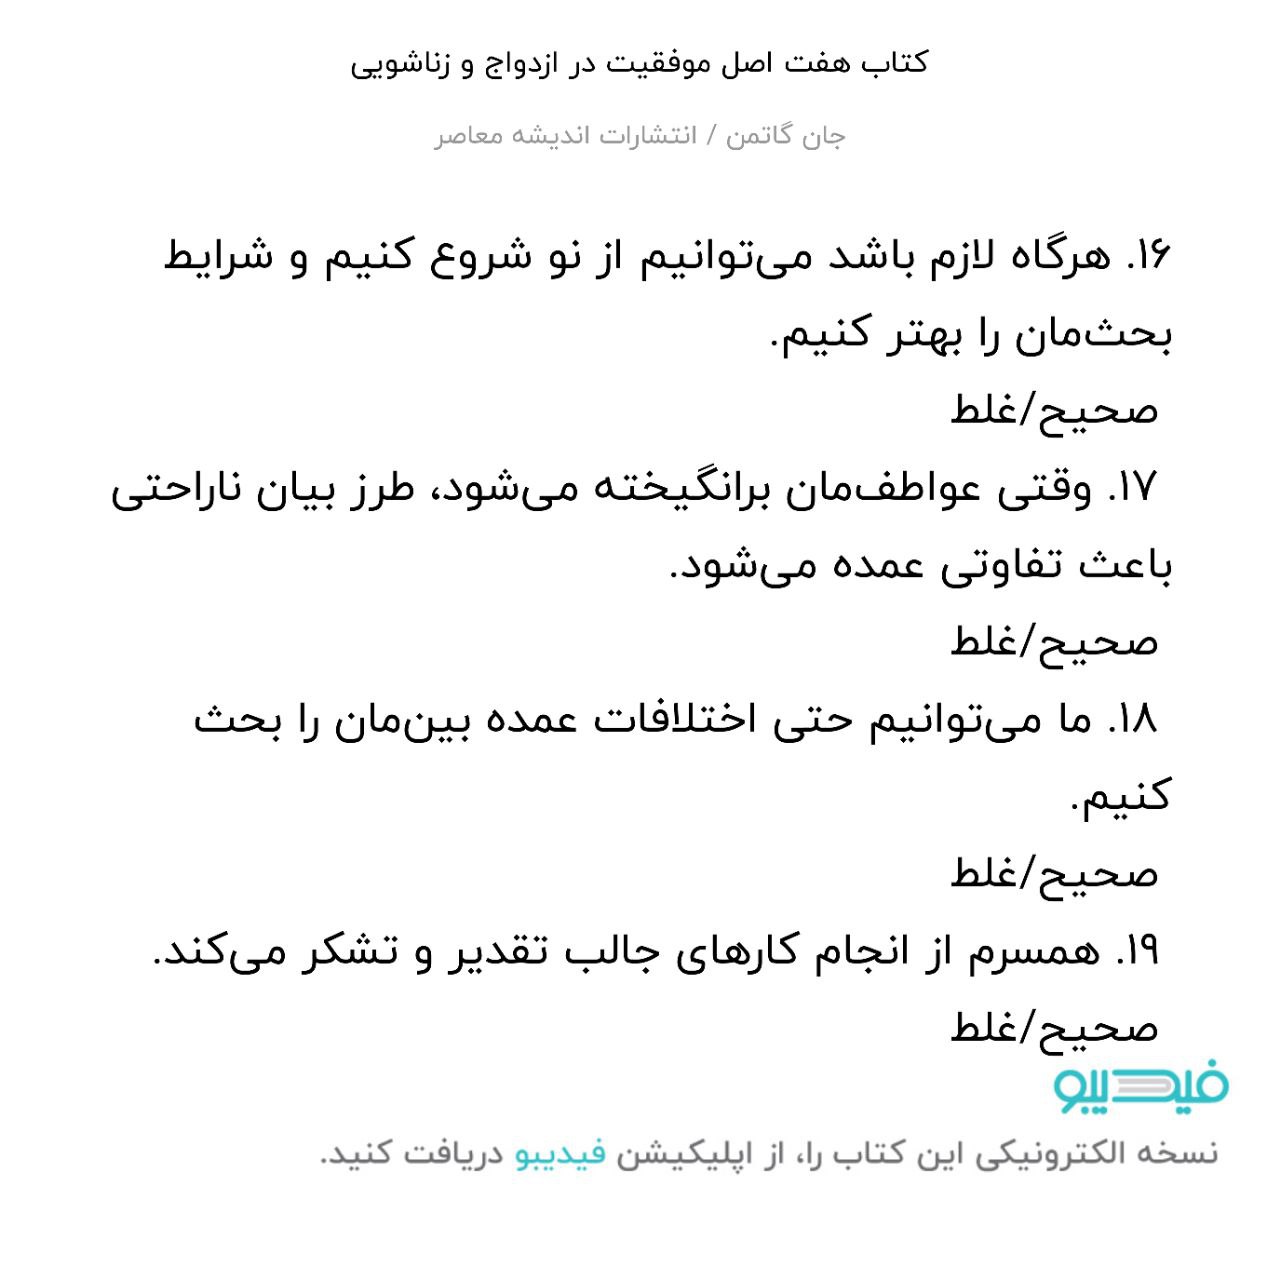 کتاب هفت اصل موفقیت در ازدواج و زناشویی
جان گاتمن / انتشارات اندیشه معاصر
۱۶. هرگاه لازم باشد می‌توانیم از نو شروع کنیم و شرایط
بحث‌مان را بهتر کنیم.
صحیح/غلط
۱۷. وقتی عواطف‌مان برانگیخته می‌شود، طرز بیان ناراحتی
باعث تفاوتی عمده می‌شود.
صحیح/غلط
۱۸. ما می‌توانیم حتی اختلافات عمده بین‌مان را بحث
کنیم.
صحیح/غلط
۱۹. همسرم از انجام کارهای جالب تقدیر و تشکر می‌کند.
صحیح/غلط
فیدیبو
نسخه الکترونیکی این کتاب را، از اپلیکیشن فیدیبو دریافت کنید.